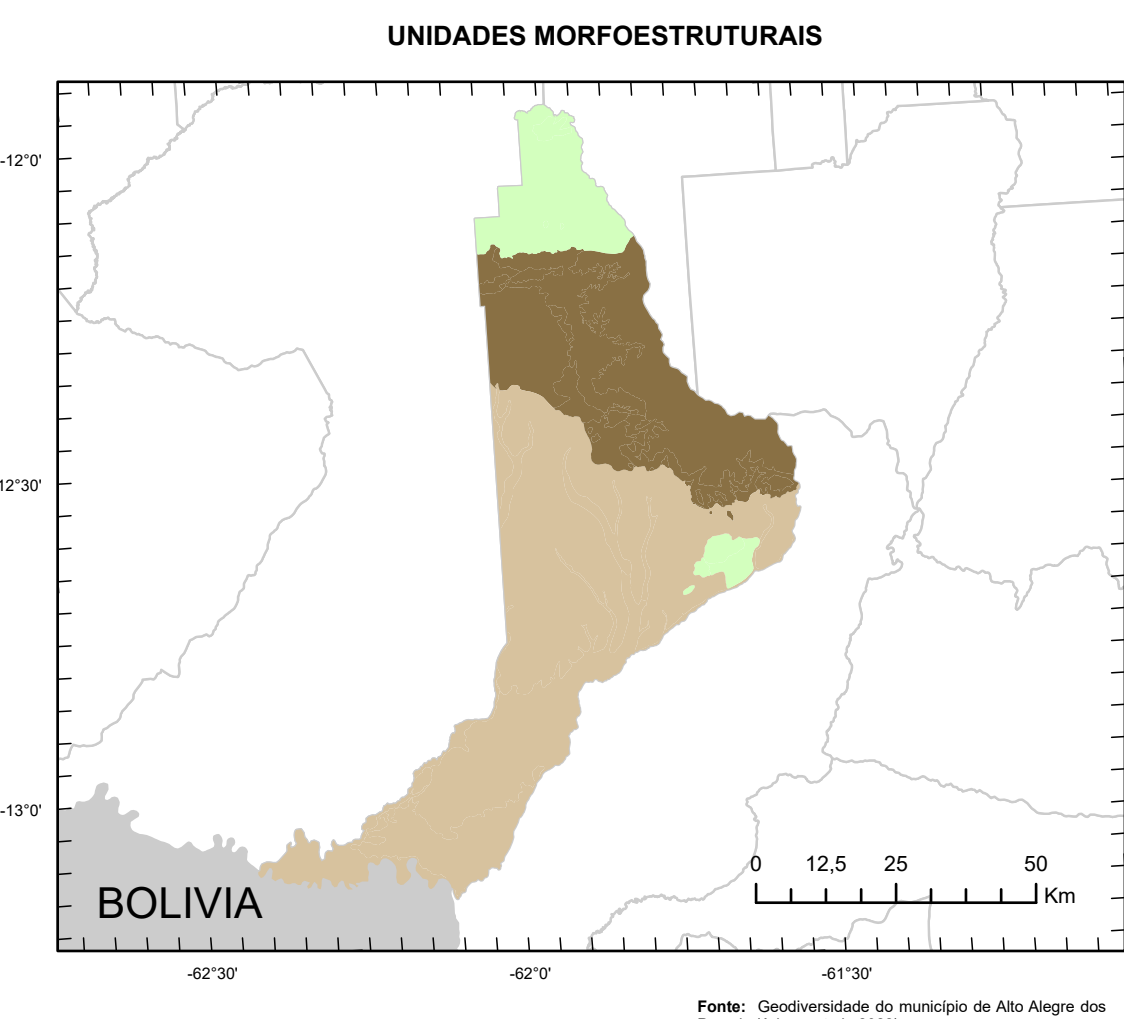 UNIDADES MORFOESTRUTURAIS
-12°0'
12°30'
-13°0'
0 12,5 25 50
Km
BOLIVIA
-62°30' -62°0' -61°30'
Fonte: Geodiversidade do município de Alto Alegre dos